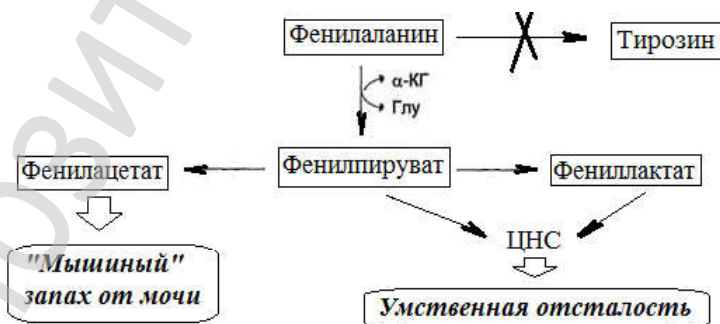 Фенилаланин
Тирозин
α-КГ
Глу
Фенилацетат
Фенилпируват
Фениллактат
ЦНС
"Мышиный"
запах от мочи
Умственная отсталость